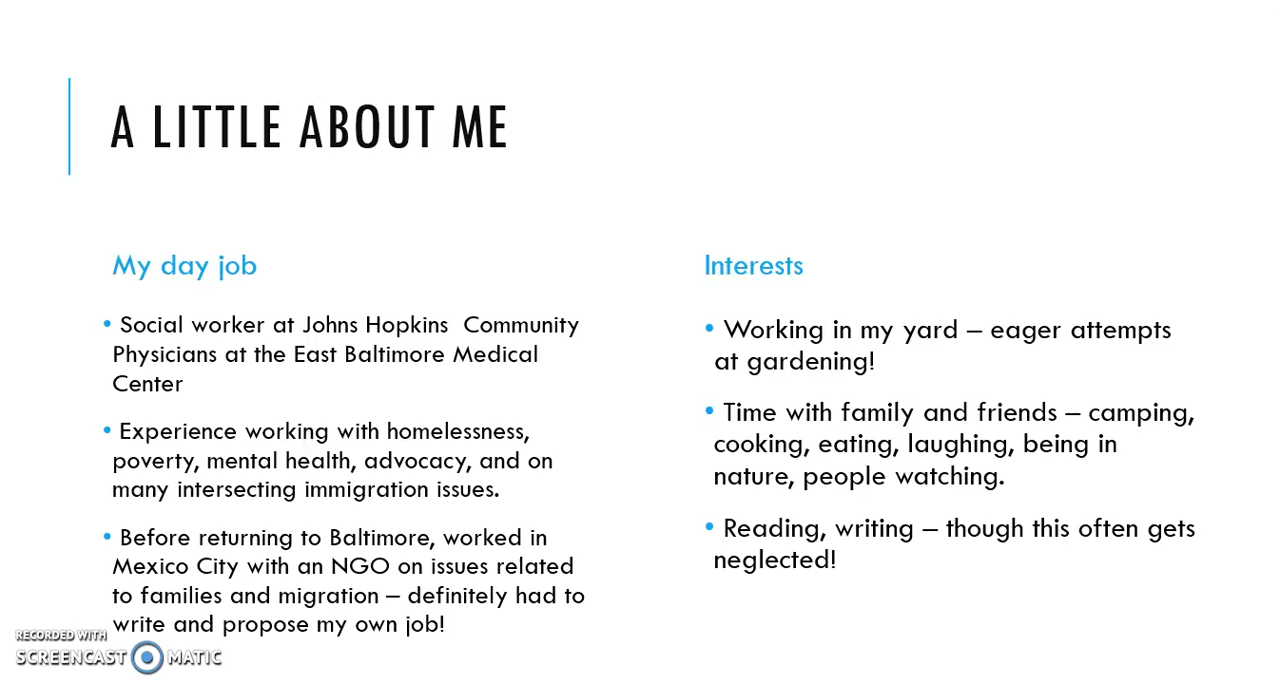 A LITTLE ABOUT ME
My day job
• Social worker at Johns Hopkins  Community
Physicians at the East Baltimore Medical
Center
• Experience working with homelessness,
poverty, mental health, advocacy, and on
many intersecting immigration issues.
• Before returning to Baltimore, worked in
Mexico City with an NGO on issues related
to families and migration – definitely had to
write and propose my own job!
Interests
• Working in my yard – eager attempts
at gardening!
• Time with family and friends – camping,
cooking, eating, laughing, being in
nature, people watching.
• Reading, writing – though this often gets
neglected!
RECORDED WITH
SCREENCAST MATIC